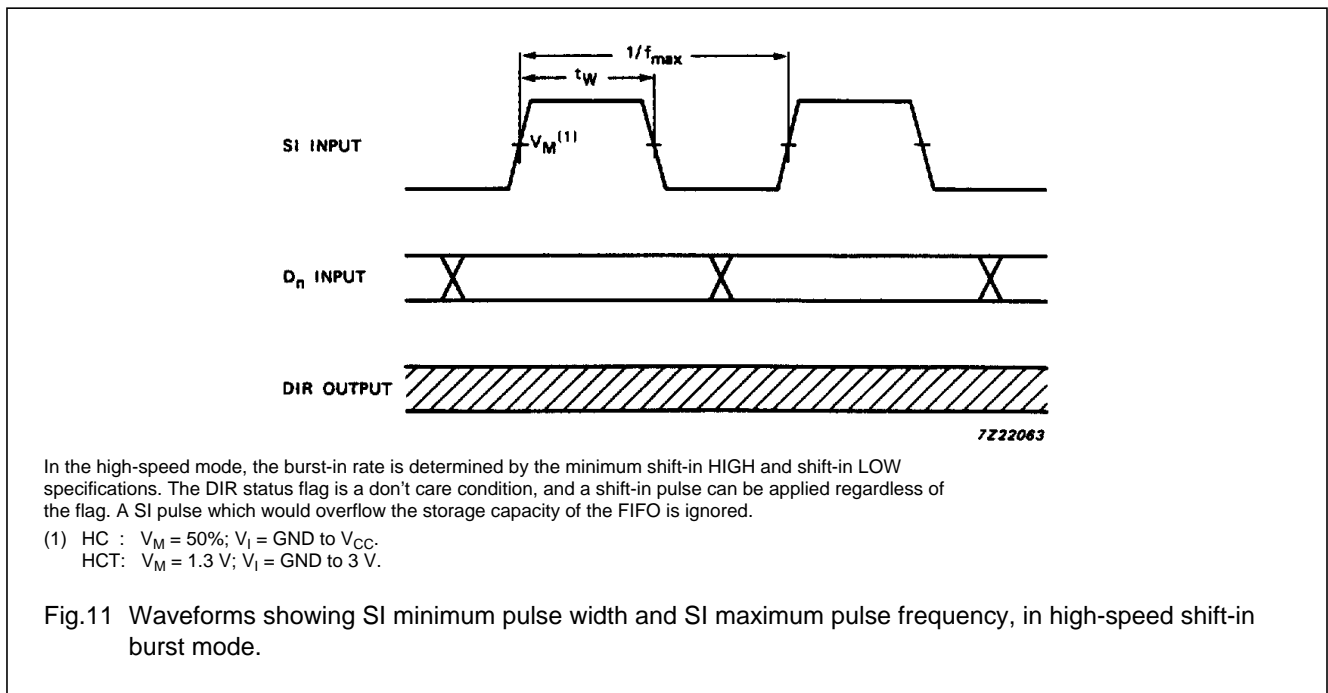 1/fmax
tW
SI INPUT
VM(1)
Dn INPUT
DIR OUTPUT
7Z22063
In the high-speed mode, the burst-in rate is determined by the minimum shift-in HIGH and shift-in LOW
specifications. The DIR status flag is a don't care condition, and a shift-in pulse can be applied regardless of
the flag. A SI pulse which would overflow the storage capacity of the FIFO is ignored.
(1) HC : VM = 50%; VI = GND to VCC.
HCT: VM = 1.3 V; VI = GND to 3 V.
Fig.11 Waveforms showing SI minimum pulse width and SI maximum pulse frequency, in high-speed shift-in
burst mode.